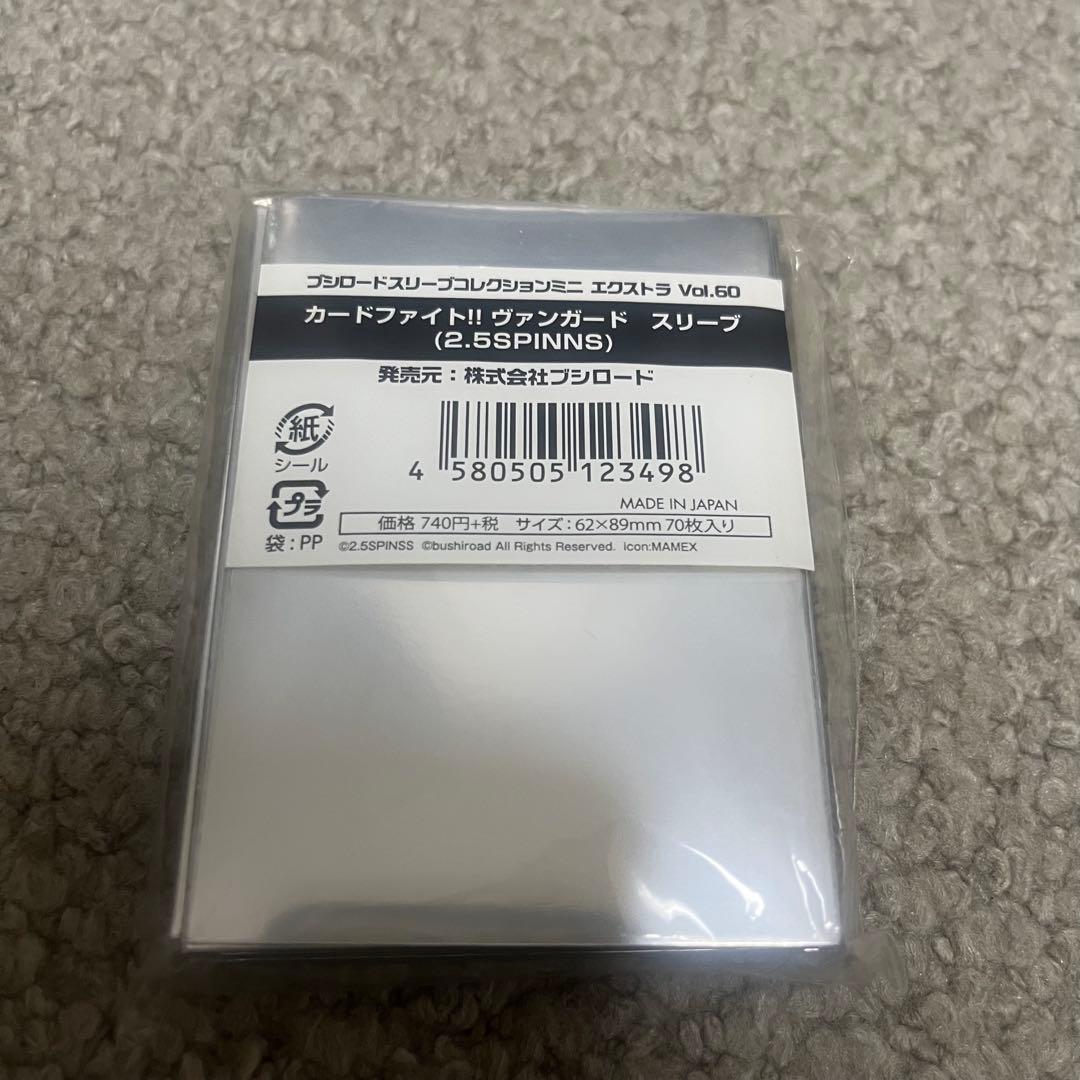 ブシロードスリーブコレクションミニ エクストラ Vol.60
カードファイト!! ヴァンガード　スリーブ
(2.5SPINNS)
発売元：株式会社ブシロード
紙
シール
プラ
袋：PP
4 580505 123498
MADE IN JAPAN
価格 740円+税　サイズ：62×89mm 70枚入り
©2.5SPINSS ©bushiroad All Rights Reserved. icon:MAMEX